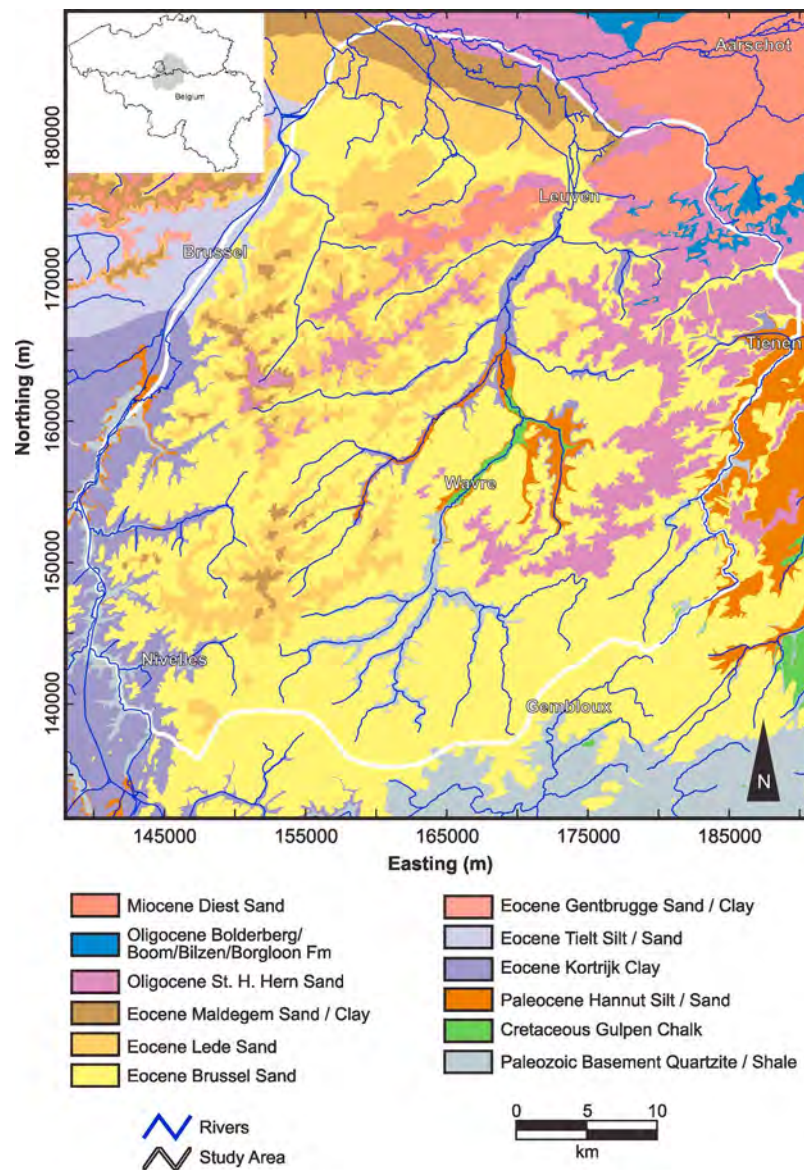 Belgium
Aarschot
Leuven
Brussel
Tienen
Wavre
Nivelles
Gembloux
N
Northing (m)
180000
170000
160000
150000
140000
145000 155000 165000 175000 185000
Easting (m)
Miocene Diest Sand
Oligocene Bolderberg/
Boom/Bilzen/Borgloon Fm
Oligocene St. H. Hern Sand
Eocene Maldegem Sand / Clay
Eocene Lede Sand
Eocene Brussel Sand
Rivers
Study Area
Eocene Gentbrugge Sand / Clay
Eocene Tielt Silt / Sand
Eocene Kortrijk Clay
Paleocene Hannut Silt / Sand
Cretaceous Gulpen Chalk
Paleozoic Basement Quartzite / Shale
0 5 10
km